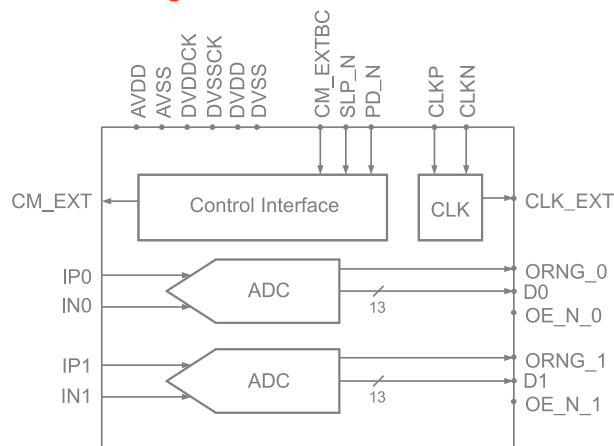 AVDD
AVSS
DVDDCK
DVSSCK
DVDD
DVSS
CM_EXTBC
SLP_N
PD_N
CLKP
CLKN
CM_EXT
Control Interface
CLK
CLK_EXT
IP0
IN0
ADC
13
ORNG_0
D0
OE_N_0
IP1
IN1
ADC
13
ORNG_1
D1
OE_N_1